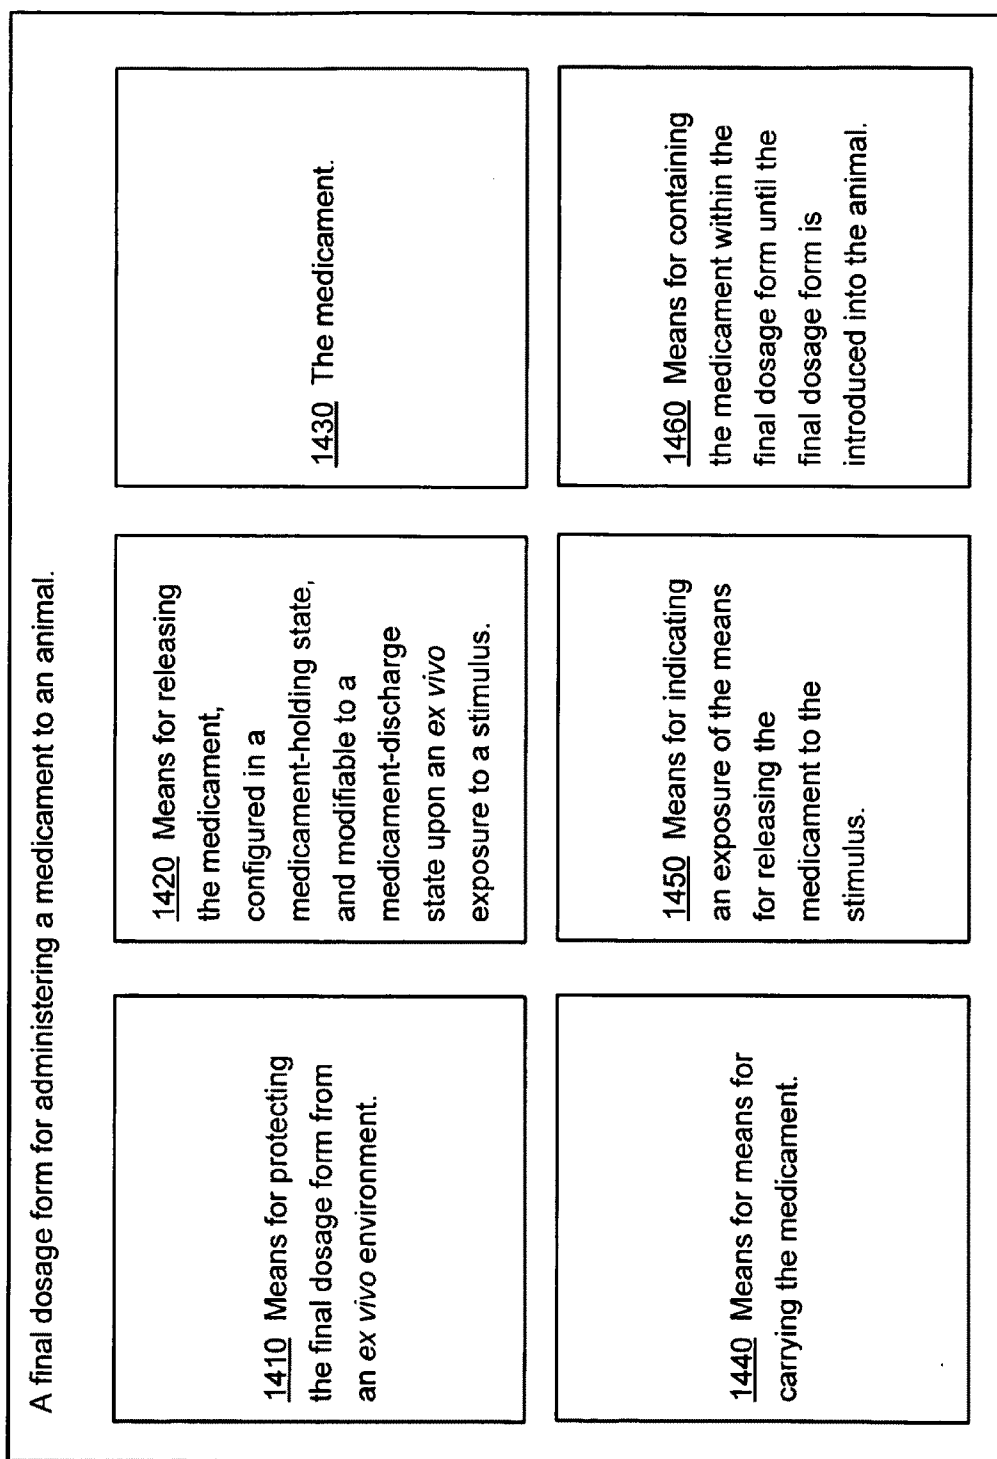 A final dosage form for administering a medicament to an animal.
1410 Means for protecting
the final dosage form from
an ex vivo environment.
1420 Means for releasing
the medicament,
configured in a
medicament-holding state,
and modifiable to a
medicament-discharge
state upon an ex vivo
exposure to a stimulus.
1430 The medicament.
1440 Means for means for
carrying the medicament.
1450 Means for indicating
an exposure of the means
for releasing the
medicament to the
stimulus.
1460 Means for containing
the medicament within the
final dosage form until the
final dosage form is
introduced into the animal.